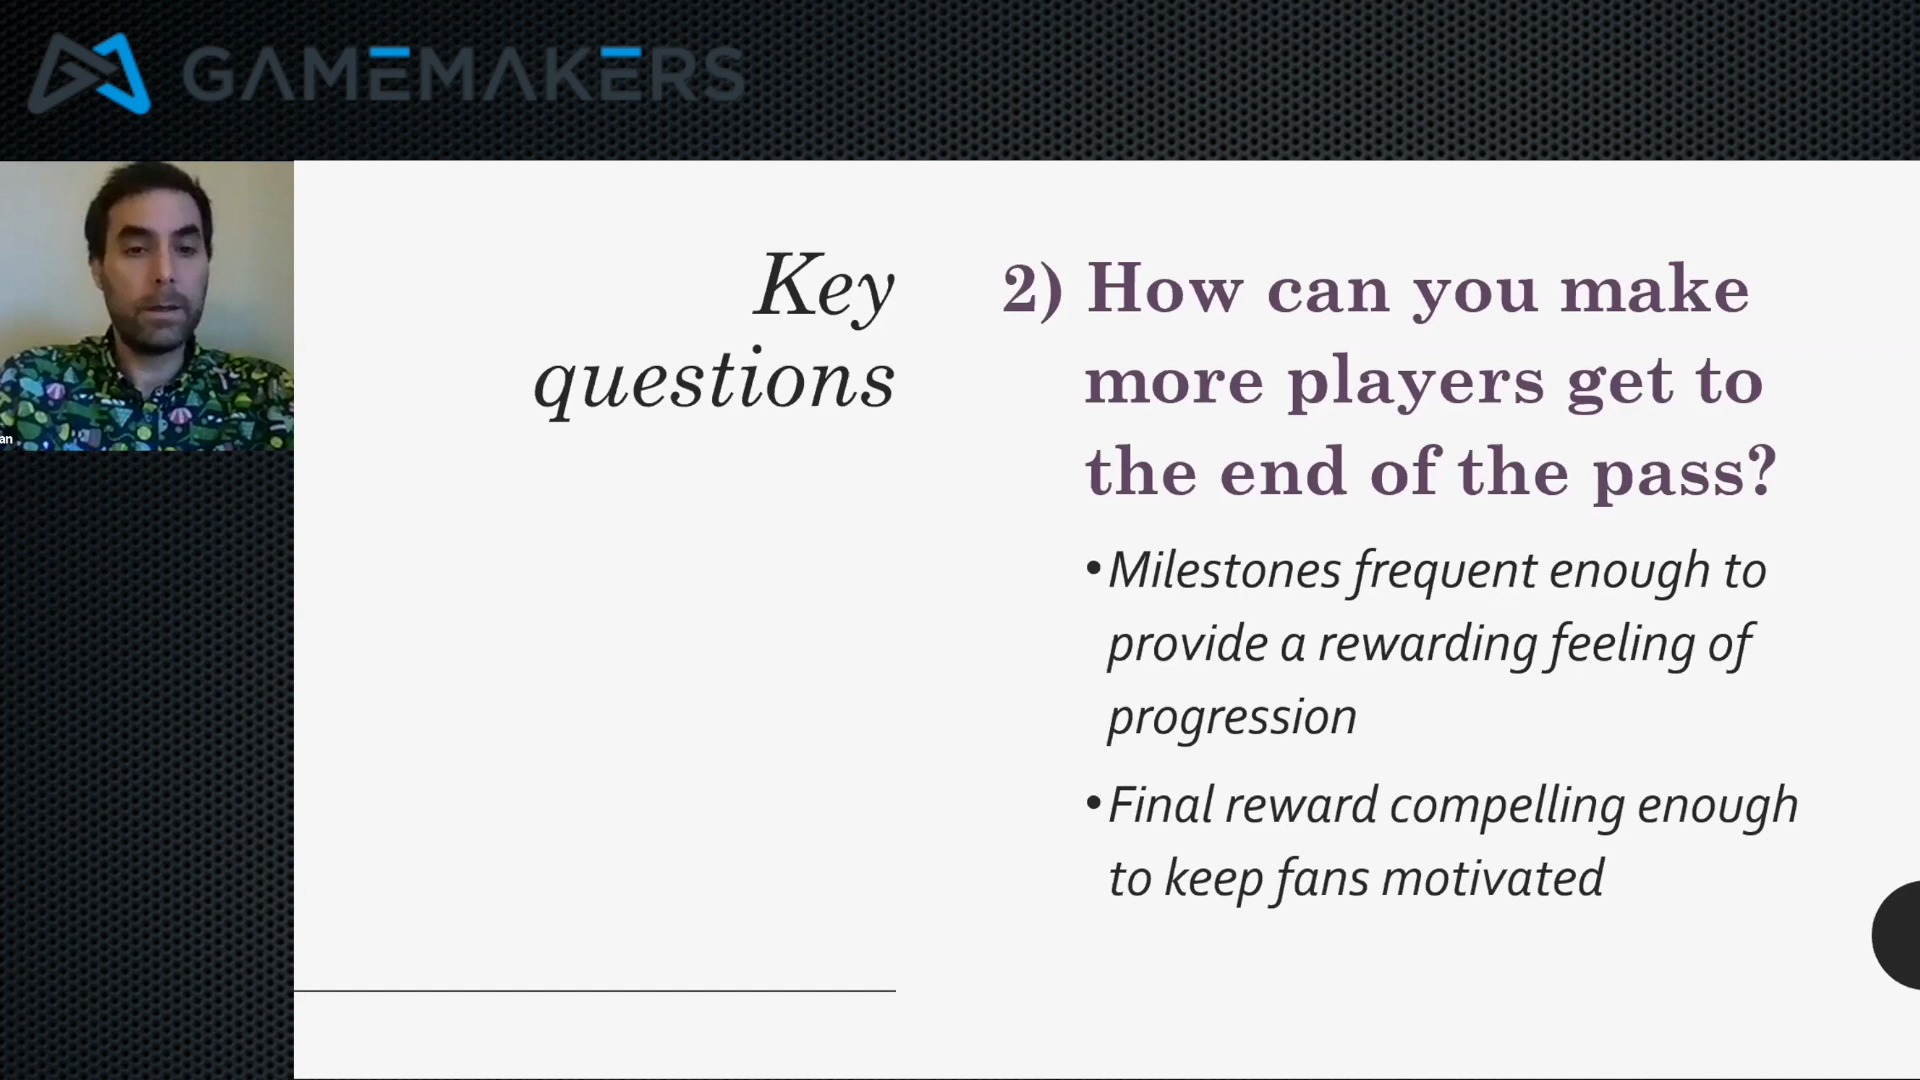 GAMEMAKERS
an
Key
questions
2) How can you make
more players get to
the end of the pass?
•Milestones frequent enough to
provide a rewarding feeling of
progression
•Final reward compelling enough
to keep fans motivated